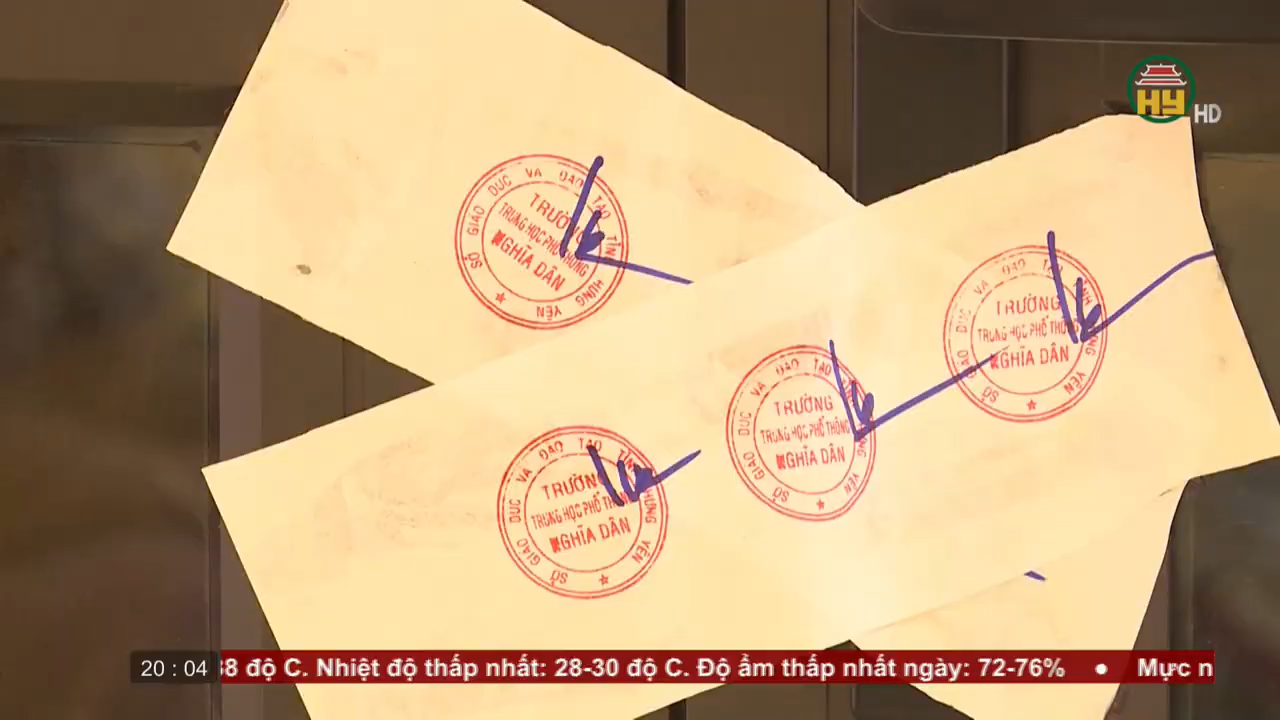 HY HD
SỞ GIÁO DỤC VÀ ĐÀO TẠO TỈNH HƯNG YÊN
TRƯỜNG
TRUNG HỌC PHỔ THÔNG
NGHĨA DÂN
SỞ GIÁO DỤC VÀ ĐÀO TẠO TỈNH HƯNG YÊN
TRƯỜNG
TRUNG HỌC PHỔ THÔNG
NGHĨA DÂN
SỞ GIÁO DỤC VÀ ĐÀO TẠO TỈNH HƯNG YÊN
TRƯỜNG
TRUNG HỌC PHỔ THÔNG
NGHĨA DÂN
SỞ GIÁO DỤC VÀ ĐÀO TẠO TỈNH HƯNG YÊN
TRƯỜNG
TRUNG HỌC PHỔ THÔNG
NGHĨA DÂN
20 : 04 38 độ C. Nhiệt độ thấp nhất: 28-30 độ C. Độ ẩm thấp nhất ngày: 72-76% • Mực n